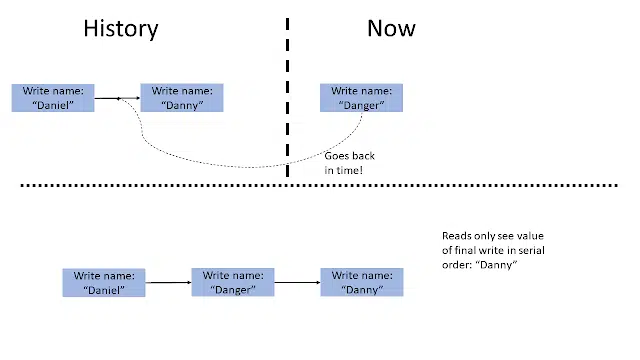 History
Now
Write name:
“Daniel”
Write name:
“Danny”
Write name:
“Danger”
Goes back
in time!
Reads only see value
of final write in serial
order: “Danny”
Write name:
“Daniel”
Write name:
“Danger”
Write name:
“Danny”